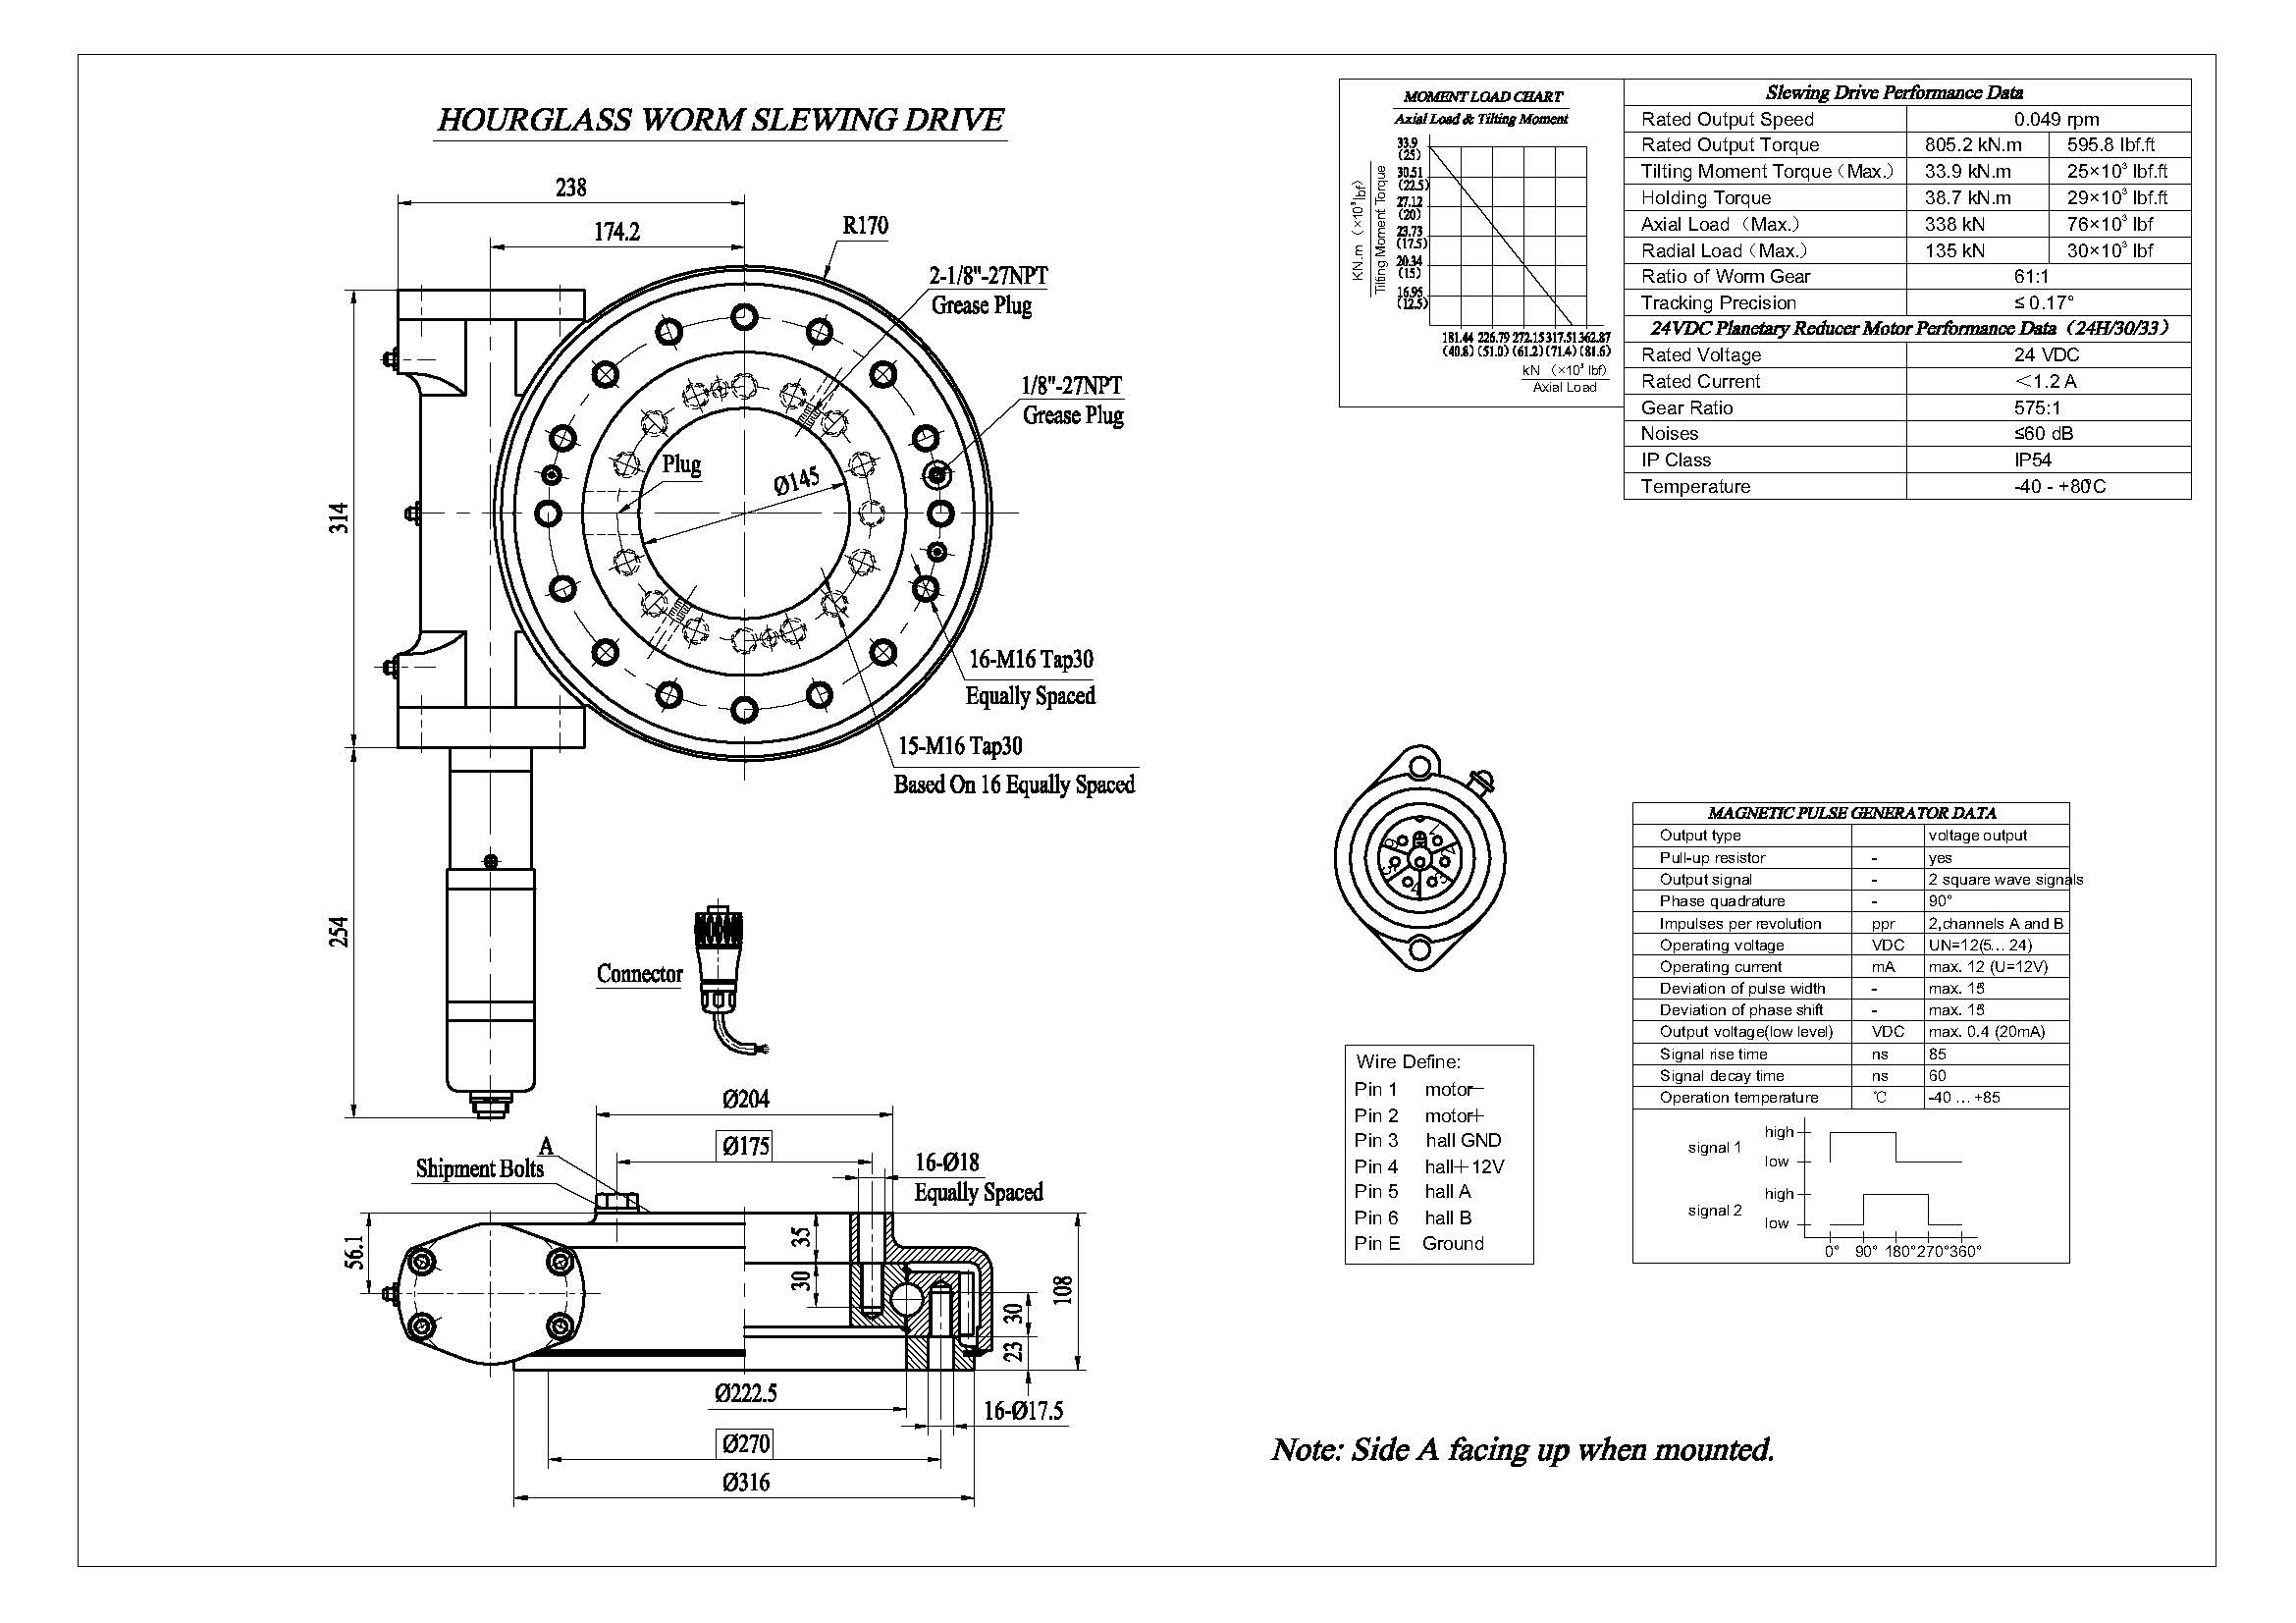 HOURGLASS WORM SLEWING DRIVE
238
174.2
R170
2-1/8"-27NPT
Grease Plug
1/8"-27NPT
Grease Plug
Plug
Ø145
314
16-M16 Tap30
Equally Spaced
15-M16 Tap30
Based On 16 Equally Spaced
254
Connector
Ø204
A
Ø175
Shipment Bolts
16-Ø18
Equally Spaced
56.1
35
30
30
23
108
Ø222.5
16-Ø17.5
Ø270
Ø316
MOMENT LOAD CHART
Axial Load & Tilting Moment
KN.m (×10³lbf)
Tilting Moment Torque
33.9
(25)
30.51
(22.5)
27.12
(20)
23.73
(17.5)
20.34
(15)
16.95
(12.5)
181.44 226.79 272.15 317.51 362.87
(40.8) (51.0) (61.2) (71.4) (81.6)
kN (×10³ lbf)
Axial Load
Slewing Drive Performance Data
Rated Output Speed 0.049 rpm
Rated Output Torque 805.2 kN.m 595.8 lbf.ft
Tilting Moment Torque (Max.) 33.9 kN.m 25×10³ lbf.ft
Holding Torque 38.7 kN.m 29×10³ lbf.ft
Axial Load (Max.) 338 kN 76×10³ lbf
Radial Load (Max.) 135 kN 30×10³ lbf
Ratio of Worm Gear 61:1
Tracking Precision ≤ 0.17°
24VDC Planetary Reducer Motor Performance Data (24H/30/33)
Rated Voltage 24 VDC
Rated Current <1.2 A
Gear Ratio 575:1
Noises ≤60 dB
IP Class IP54
Temperature -40 - +80°C
1
2
3
4
5
6
Wire Define:
Pin 1 motor−
Pin 2 motor+
Pin 3 hall GND
Pin 4 hall+12V
Pin 5 hall A
Pin 6 hall B
Pin E Ground
MAGNETIC PULSE GENERATOR DATA
Output type voltage output
Pull-up resistor - yes
Output signal - 2 square wave signals
Phase quadrature - 90°
Impulses per revolution ppr 2,channels A and B
Operating voltage VDC UN=12(5... 24)
Operating current mA max. 12 (U=12V)
Deviation of pulse width - max. 15°
Deviation of phase shift - max. 15°
Output voltage(low level) VDC max. 0.4 (20mA)
Signal rise time ns 85
Signal decay time ns 60
Operation temperature ℃ -40 ... +85
signal 1
high
low
signal 2
high
low
0° 90° 180° 270° 360°
Note: Side A facing up when mounted.